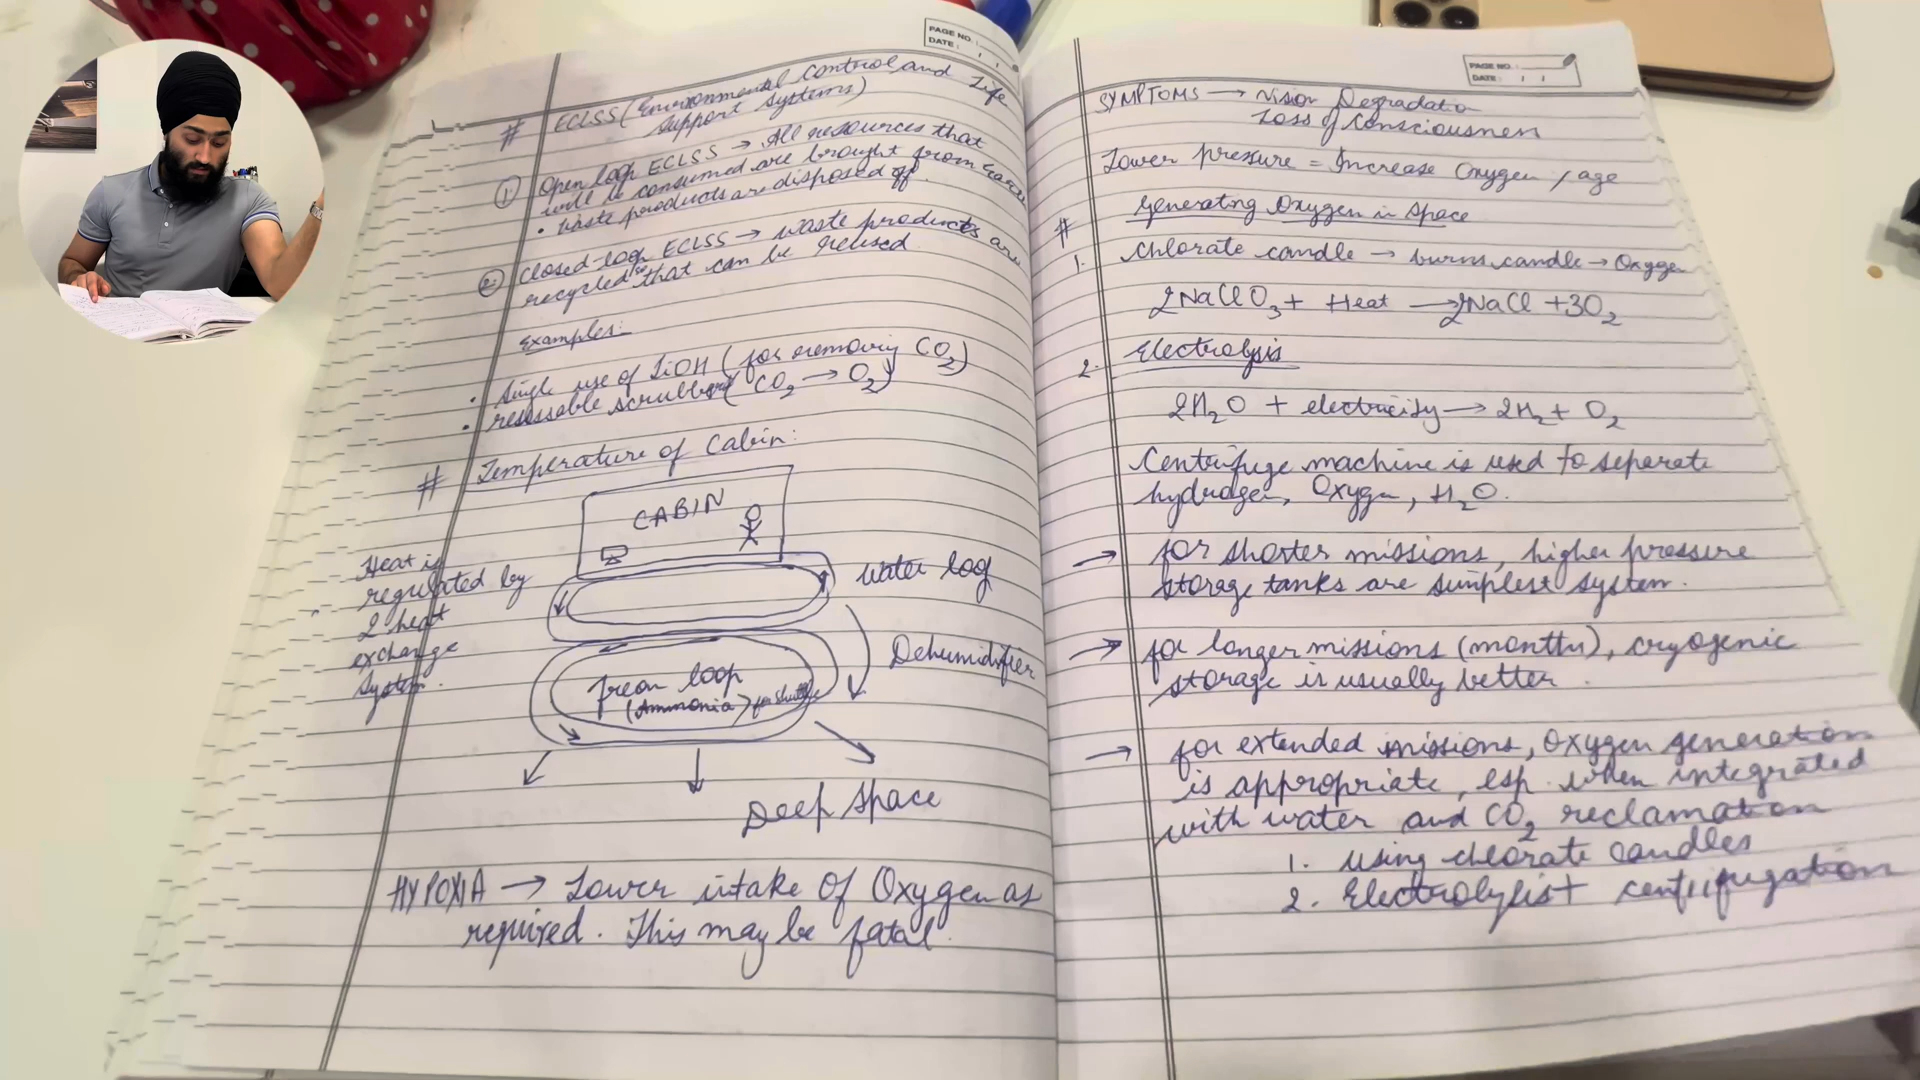 PAGE NO.:
DATE: / /
# ECLSS (Environmental Control and Life
Support Systems)
① Open loop ECLSS → All resources that
will be consumed are brought from
• Waste products are disposed off.
② Closed-loop ECLSS → Waste products are
recycled so that can be reused
Examples:
• Single use of LiOH (for removing CO2)
• scrubber (CO2 → O2)
# Temperature of Cabin:
CABIN
Heat is
regulated by
2 heat
exchange
System.
Water loop
Dehumidifier
freon loop
(Ammonia) for shuttle
Deep Space
HYPOXIA → Lower intake of Oxygen as
required. This may be fatal.
PAGE NO.:
DATE: / /
SYMPTOMS → Vision Degradation
Loss of Consciousness
Lower pressure = Increase Oxygen / age
# Generating Oxygen in Space
1. Chlorate candle → burns candle → Oxygen
2NaClO3 + Heat → 2NaCl + 3O2
2. Electrolysis
2H2O + electricity → 2H2 + O2
Centrifuge machine is used to separate
hydrogen, Oxygen, H2O.
→ for shorter missions, higher pressure
storage tanks are simplest system.
→ for longer missions (months), cryogenic
storage is usually better.
→ for extended missions, oxygen generation
is appropriate, esp. when integrated
with water and CO2 reclamation
1. using chlorate candles
2. Electrolysis + centrifugation